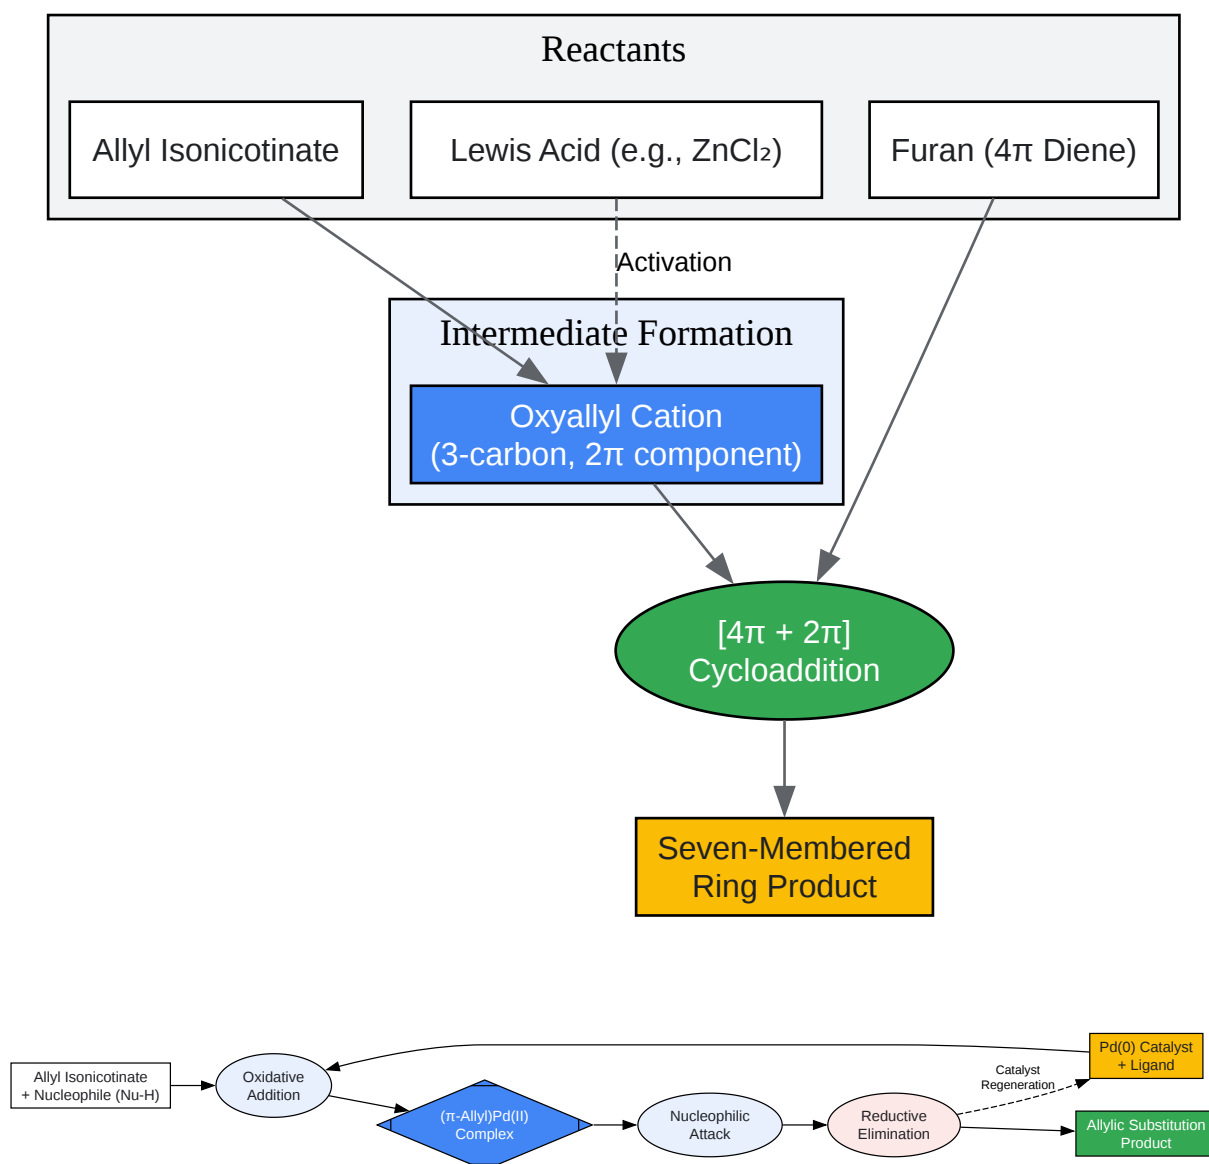 Reactants
Allyl Isonicotinate
Lewis Acid (e.g., ZnCl₂)
Furan (4π Diene)
Activation
Intermediate Formation
Oxyallyl Cation
(3-carbon, 2π component)
[4π + 2π]
Cycloaddition
Seven-Membered
Ring Product
Allyl Isonicotinate
+ Nucleophile (Nu-H)
Oxidative
Addition
(π-Allyl)Pd(II)
Complex
Nucleophilic
Attack
Reductive
Elimination
Catalyst
Regeneration
Pd(0) Catalyst
+ Ligand
Allylic Substitution
Product